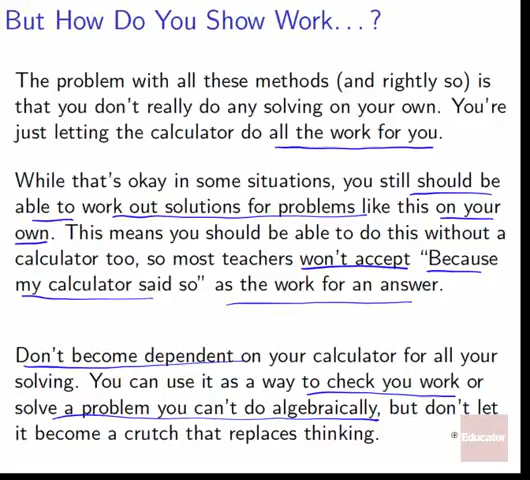 But How Do You Show Work...?
The problem with all these methods (and rightly so) is
that you don't really do any solving on your own. You're
just letting the calculator do all the work for you.
While that's okay in some situations, you still should be
able to work out solutions for problems like this on your
own. This means you should be able to do this without a
calculator too, so most teachers won't accept "Because
my calculator said so" as the work for an answer.
Don't become dependent on your calculator for all your
solving. You can use it as a way to check you work or
solve a problem you can't do algebraically, but don't let
it become a crutch that replaces thinking.
Educator